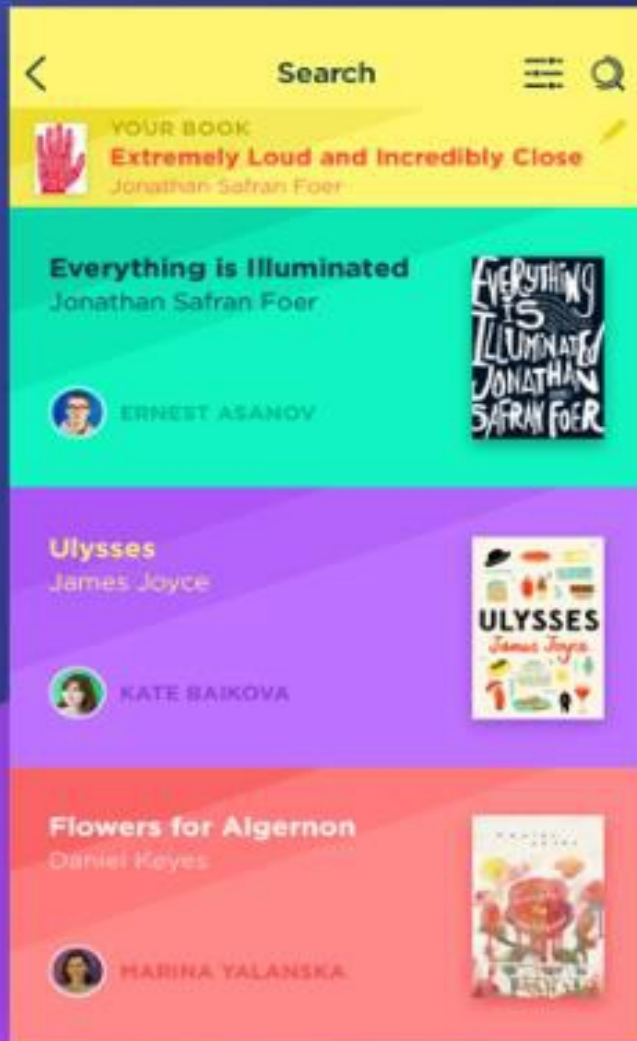 Search
YOUR BOOK
Extremely Loud and Incredibly Close
Jonathan Safran Foer
Everything is Illuminated
Jonathan Safran Foer
EVERYTHING
IS
ILLUMINATED
JONATHAN
SAFRAN FOER
ERNEST ASANOV
Ulysses
James Joyce
ULYSSES
James Joyce
KATE BAIKOVA
Flowers for Algernon
Daniel Keyes
DANIEL
KEYES
MARINA YALANSKA